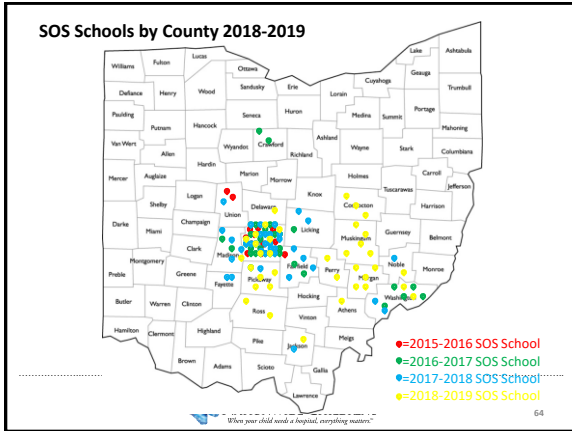 SOS Schools by County 2018-2019
Lake
Ashtabula
Lucas
Fulton
Williams
Ottawa
Geauga
Cuyahoga
Sandusky
Erie
Lorain
Trumbull
Defiance
Henry
Wood
Portage
Huron
Medina
Summit
Seneca
Paulding
Mahoning
Putnam
Hancock
Ashland
Crawford
Wyandot
Van Wert
Richland
Wayne
Stark
Columbiana
Allen
Hardin
Carroll
Marion
Holmes
Mercer
Auglaize
Morrow
Tuscarawas
Jefferson
Logan
Knox
Shelby
Harrison
Union
Delaware
Darke
Champaign
Licking
Miami
Muskingum
Guernsey
Belmont
Clark
Madison
Montgomery
Noble
Preble
Greene
Fairfield
Perry
Monroe
Morgan
Fayette
Pickaway
Butler
Warren
Clinton
Hocking
Ross
Athens
Vinton
Hamilton
Clermont
Highland
Pike
Meigs
Jackson
=2015-2016 SOS School
=2016-2017 SOS School
Brown
Adams
Scioto
Gallia
=2017-2018 SOS School
=2018-2019 SOS School
Lawrence
When your child needs a hospital, everything matters.
64